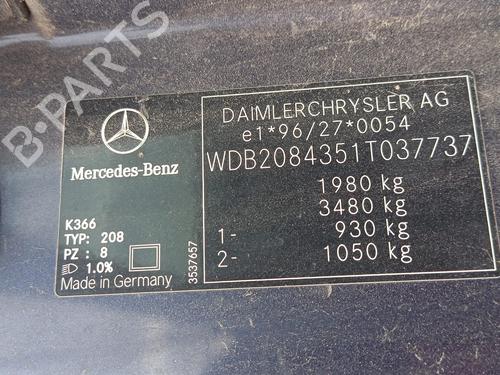 B-PARTS
Mercedes-Benz
K366
TYP: 208
PZ : 8
1.0%
Made in Germany
3537657
DAIMLERCHRYSLER AG
e1*96/27*0054
WDB2084351T037737
1980 kg
3480 kg
1- 930 kg
2- 1050 kg